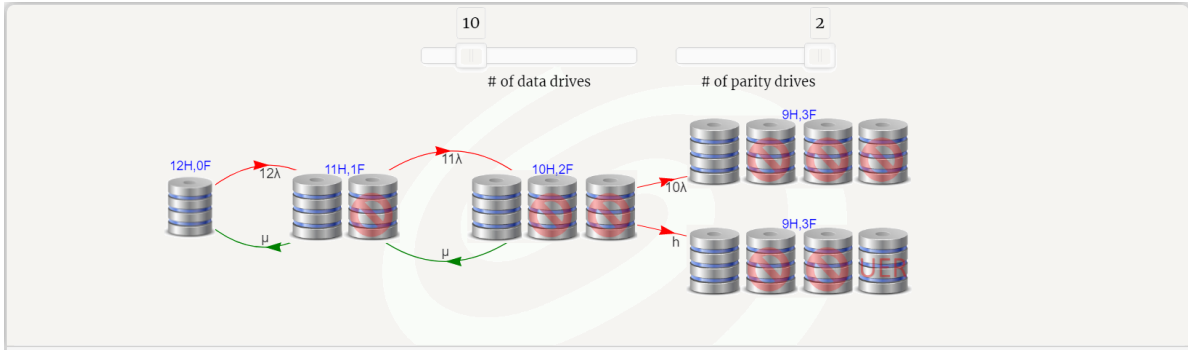 10
2
# of data drives
# of parity drives
12H,0F
12λ
μ
11H,1F
11λ
μ
10H,2F
10λ
h
9H,3F
9H,3F
UER